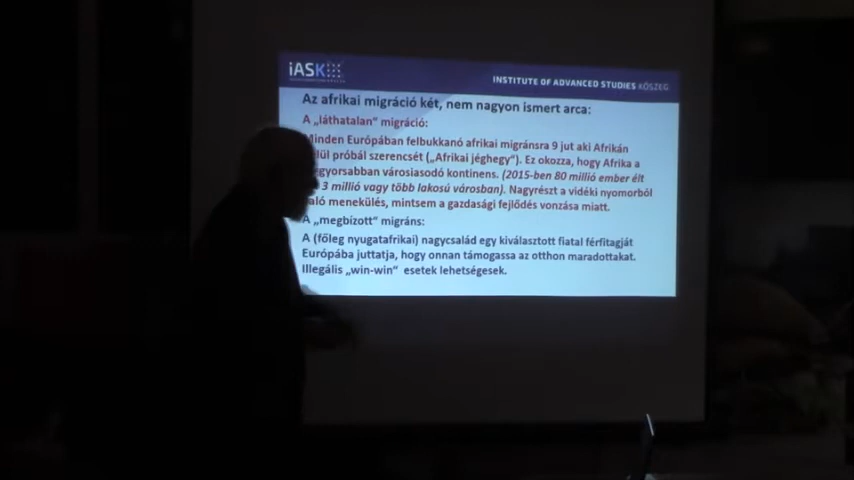 iASK
INSTITUTE OF ADVANCED STUDIES KŐSZEG
Az afrikai migráció két, nem nagyon ismert arca:
A „láthatalan” migráció:
Minden Európában felbukkanó afrikai migránsra 9 jut aki Afrikán
lül próbál szerencsét („Afrikai jéghegy”). Ez okozza, hogy Afrika a
gyorsabban városiasodó kontinens. (2015-ben 80 millió ember élt
3 millió vagy több lakosú városban). Nagyrészt a vidéki nyomorból
aló menekülés, mintsem a gazdasági fejlődés vonzása miatt.
A „megbízott” migráns:
A (főleg nyugatafrikai) nagycsalád egy kiválasztott fiatal férfitagját
Európába juttatja, hogy onnan támogassa az otthon maradottakat.
Illegális „win-win” esetek lehetségesek.